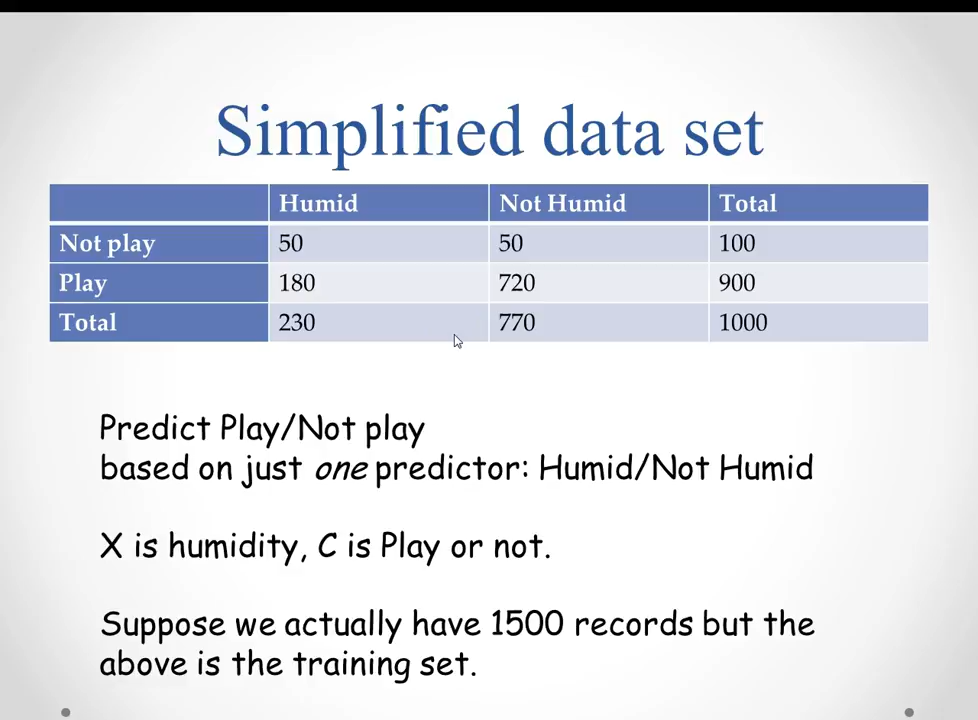 Simplified data set
Humid Not Humid Total
Not play 50 50 100
Play 180 720 900
Total 230 770 1000
Predict Play/Not play
based on just one predictor: Humid/Not Humid
X is humidity, C is Play or not.
Suppose we actually have 1500 records but the
above is the training set.